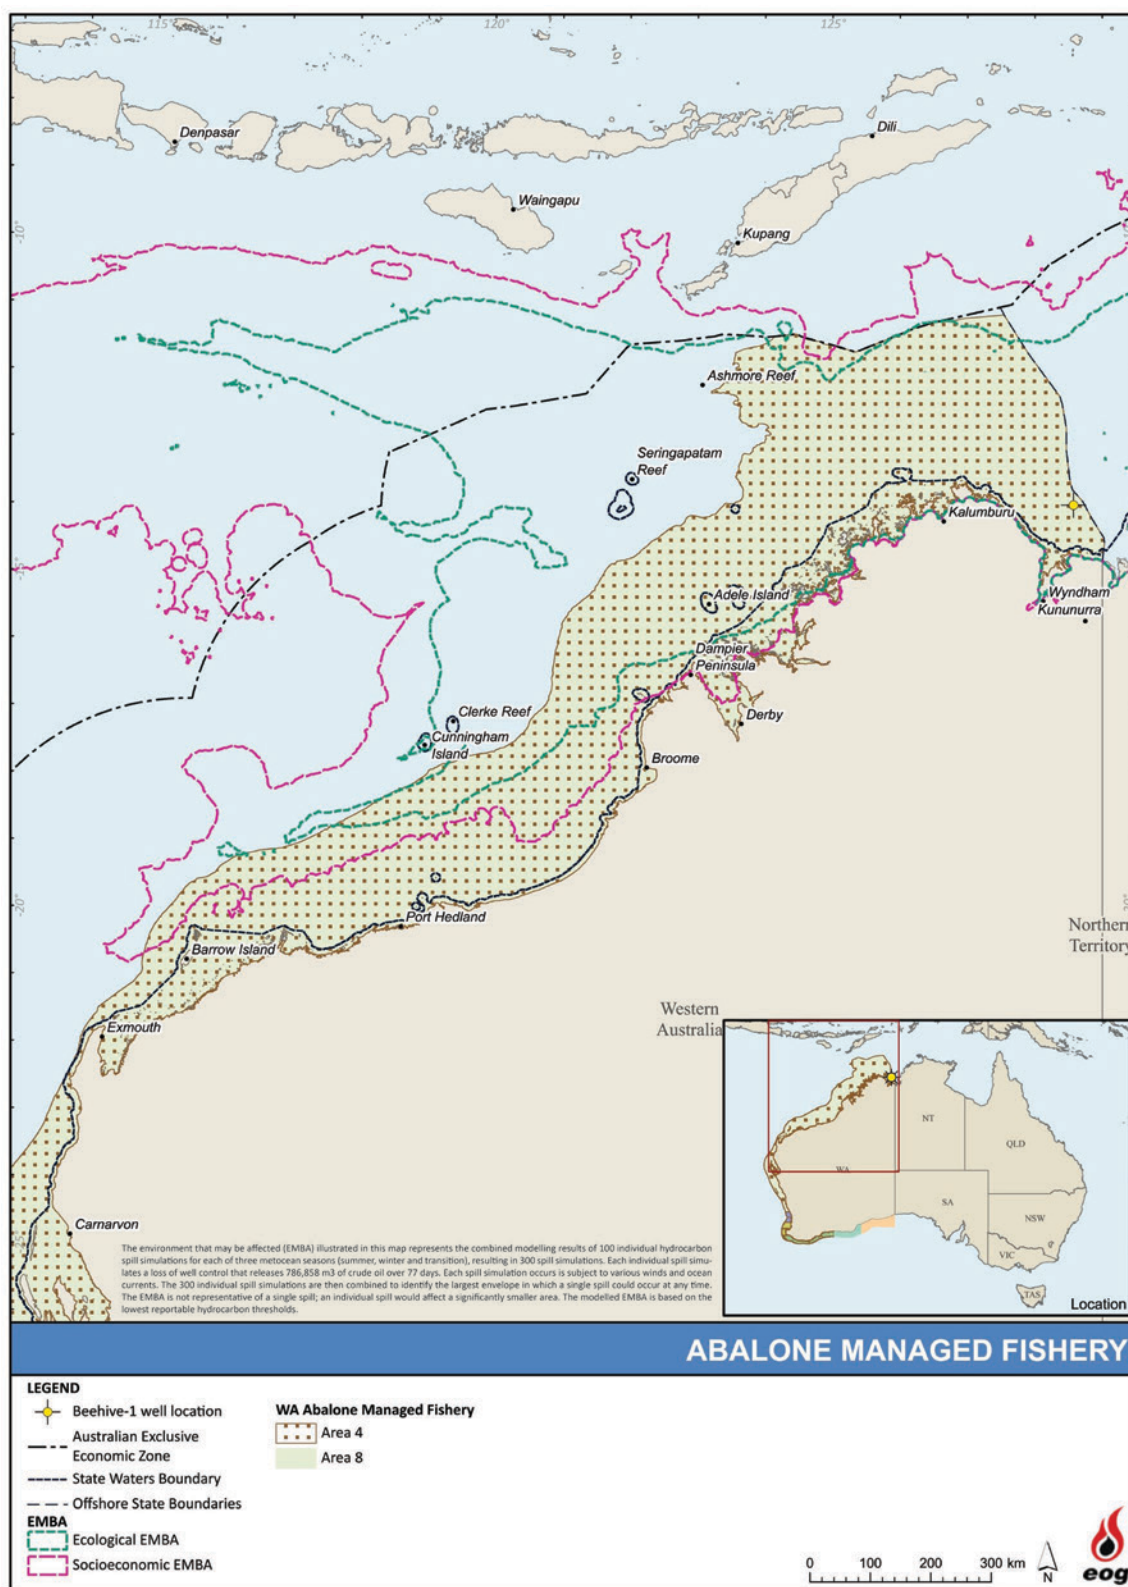 115°
120°
125°
Denpasar
Dili
Waingapu
-10°
Kupang
Ashmore Reef
Seringapatam
Reef
Kalumburu
-15°
Adele Island
Wyndham
Kununurra
Dampier
Peninsula
Clerke Reef
Derby
Cunningham
Island
Broome
-20°
Port Hedland
Northern
Territory
Barrow Island
Western
Australia
Exmouth
NT
QLD
WA
SA
NSW
VIC
TAS
Location
Carnarvon
-25°
The environment that may be affected (EMBA) illustrated in this map represents the combined modelling results of 100 individual hydrocarbon
spill simulations for each of three metocean seasons (summer, winter and transition), resulting in 300 spill simulations. Each individual spill simu-
lates a loss of well control that releases 786,858 m3 of crude oil over 77 days. Each spill simulation occurs is subject to various winds and ocean
currents. The 300 individual spill simulations are then combined to identify the largest envelope in which a single spill could occur at any time.
The EMBA is not representative of a single spill; an individual spill would affect a significantly smaller area. The modelled EMBA is based on the
lowest reportable hydrocarbon thresholds.
ABALONE MANAGED FISHERY
LEGEND
Beehive-1 well location
Australian Exclusive
Economic Zone
State Waters Boundary
Offshore State Boundaries
EMBA
Ecological EMBA
Socioeconomic EMBA
WA Abalone Managed Fishery
Area 4
Area 8
0 100 200 300 km
N
eog